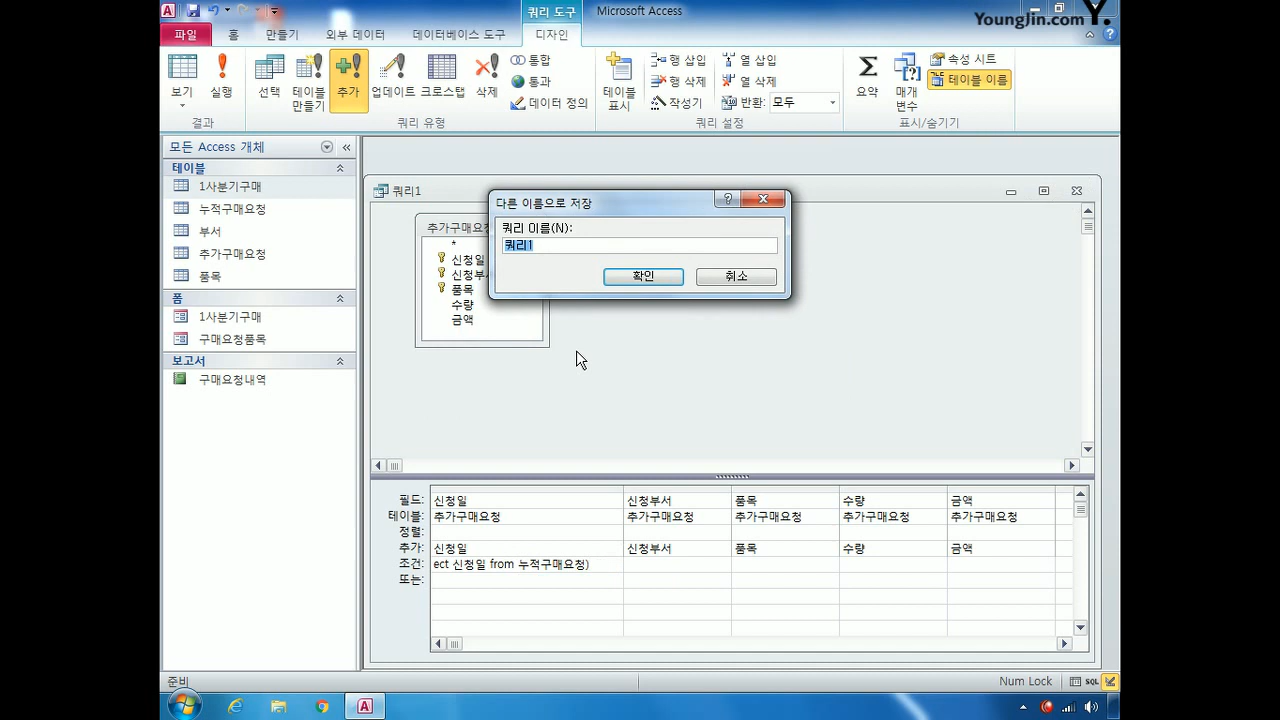 쿼리 도구
Microsoft Access
YoungJin.com Y.
파일
홈
만들기
외부 데이터
데이터베이스 도구
디자인
보기
실행
결과
선택
테이블
만들기
추가
업데이트
크로스탭
삭제
통합
통과
데이터 정의
쿼리 유형
테이블
표시
행 삽입
행 삭제
작성기
열 삽입
열 삭제
반환:
모두
쿼리 설정
요약
매개
변수
속성 시트
테이블 이름
표시/숨기기
모든 Access 개체
테이블
1사분기구매
누적구매요청
부서
추가구매요청
품목
폼
1사분기구매
구매요청품목
보고서
구매요청내역
쿼리1
추가구매요
*
신청일
신청부
품목
수량
금액
다른 이름으로 저장
쿼리 이름(N):
쿼리1
확인
취소
필드: 신청일 신청부서 품목 수량 금액
테이블: 추가구매요청 추가구매요청 추가구매요청 추가구매요청 추가구매요청
정렬:
추가: 신청일 신청부서 품목 수량 금액
조건: ect 신청일 from 누적구매요청)
또는:
준비
Num Lock
SQL